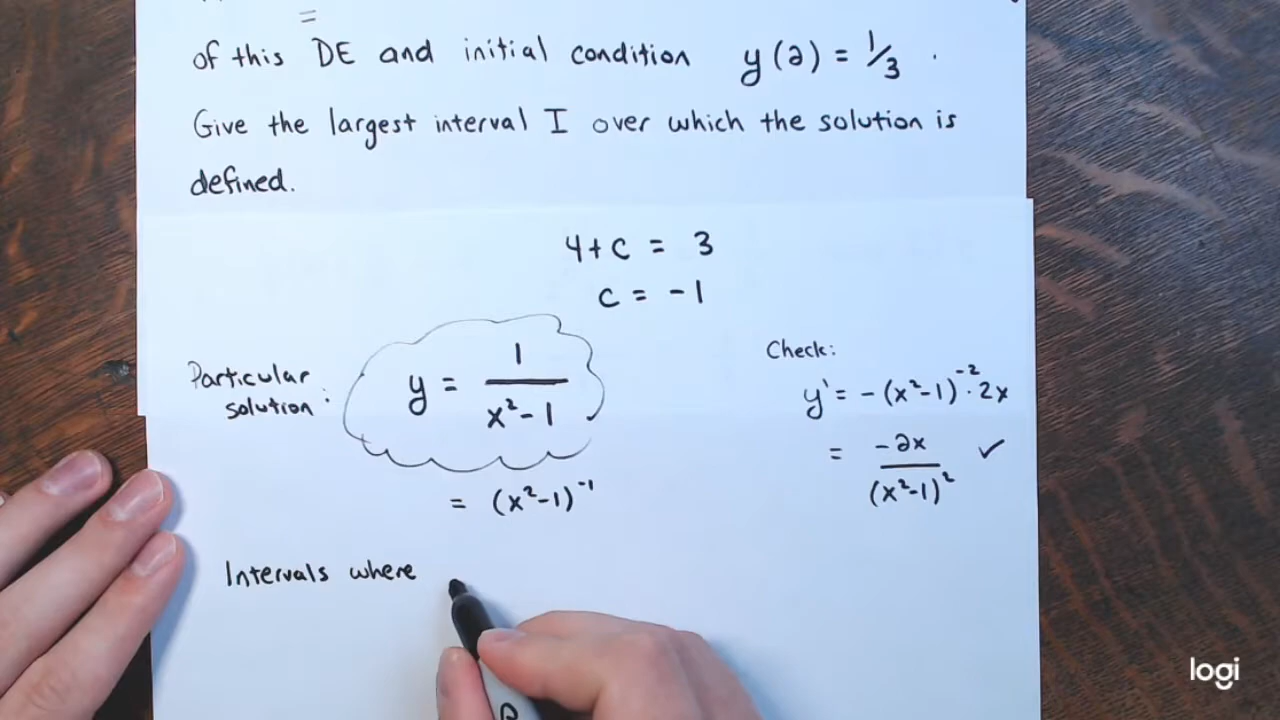 of this DE and initial condition y(2) = 1/3 .
Give the largest interval I over which the solution is
defined.
4+c = 3
c = -1
Particular
solution :
y = 1/(x²-1)
= (x²-1)⁻¹
Check:
y' = -(x²-1)⁻²·2x
= -2x/(x²-1)² ✓
Intervals where
logi